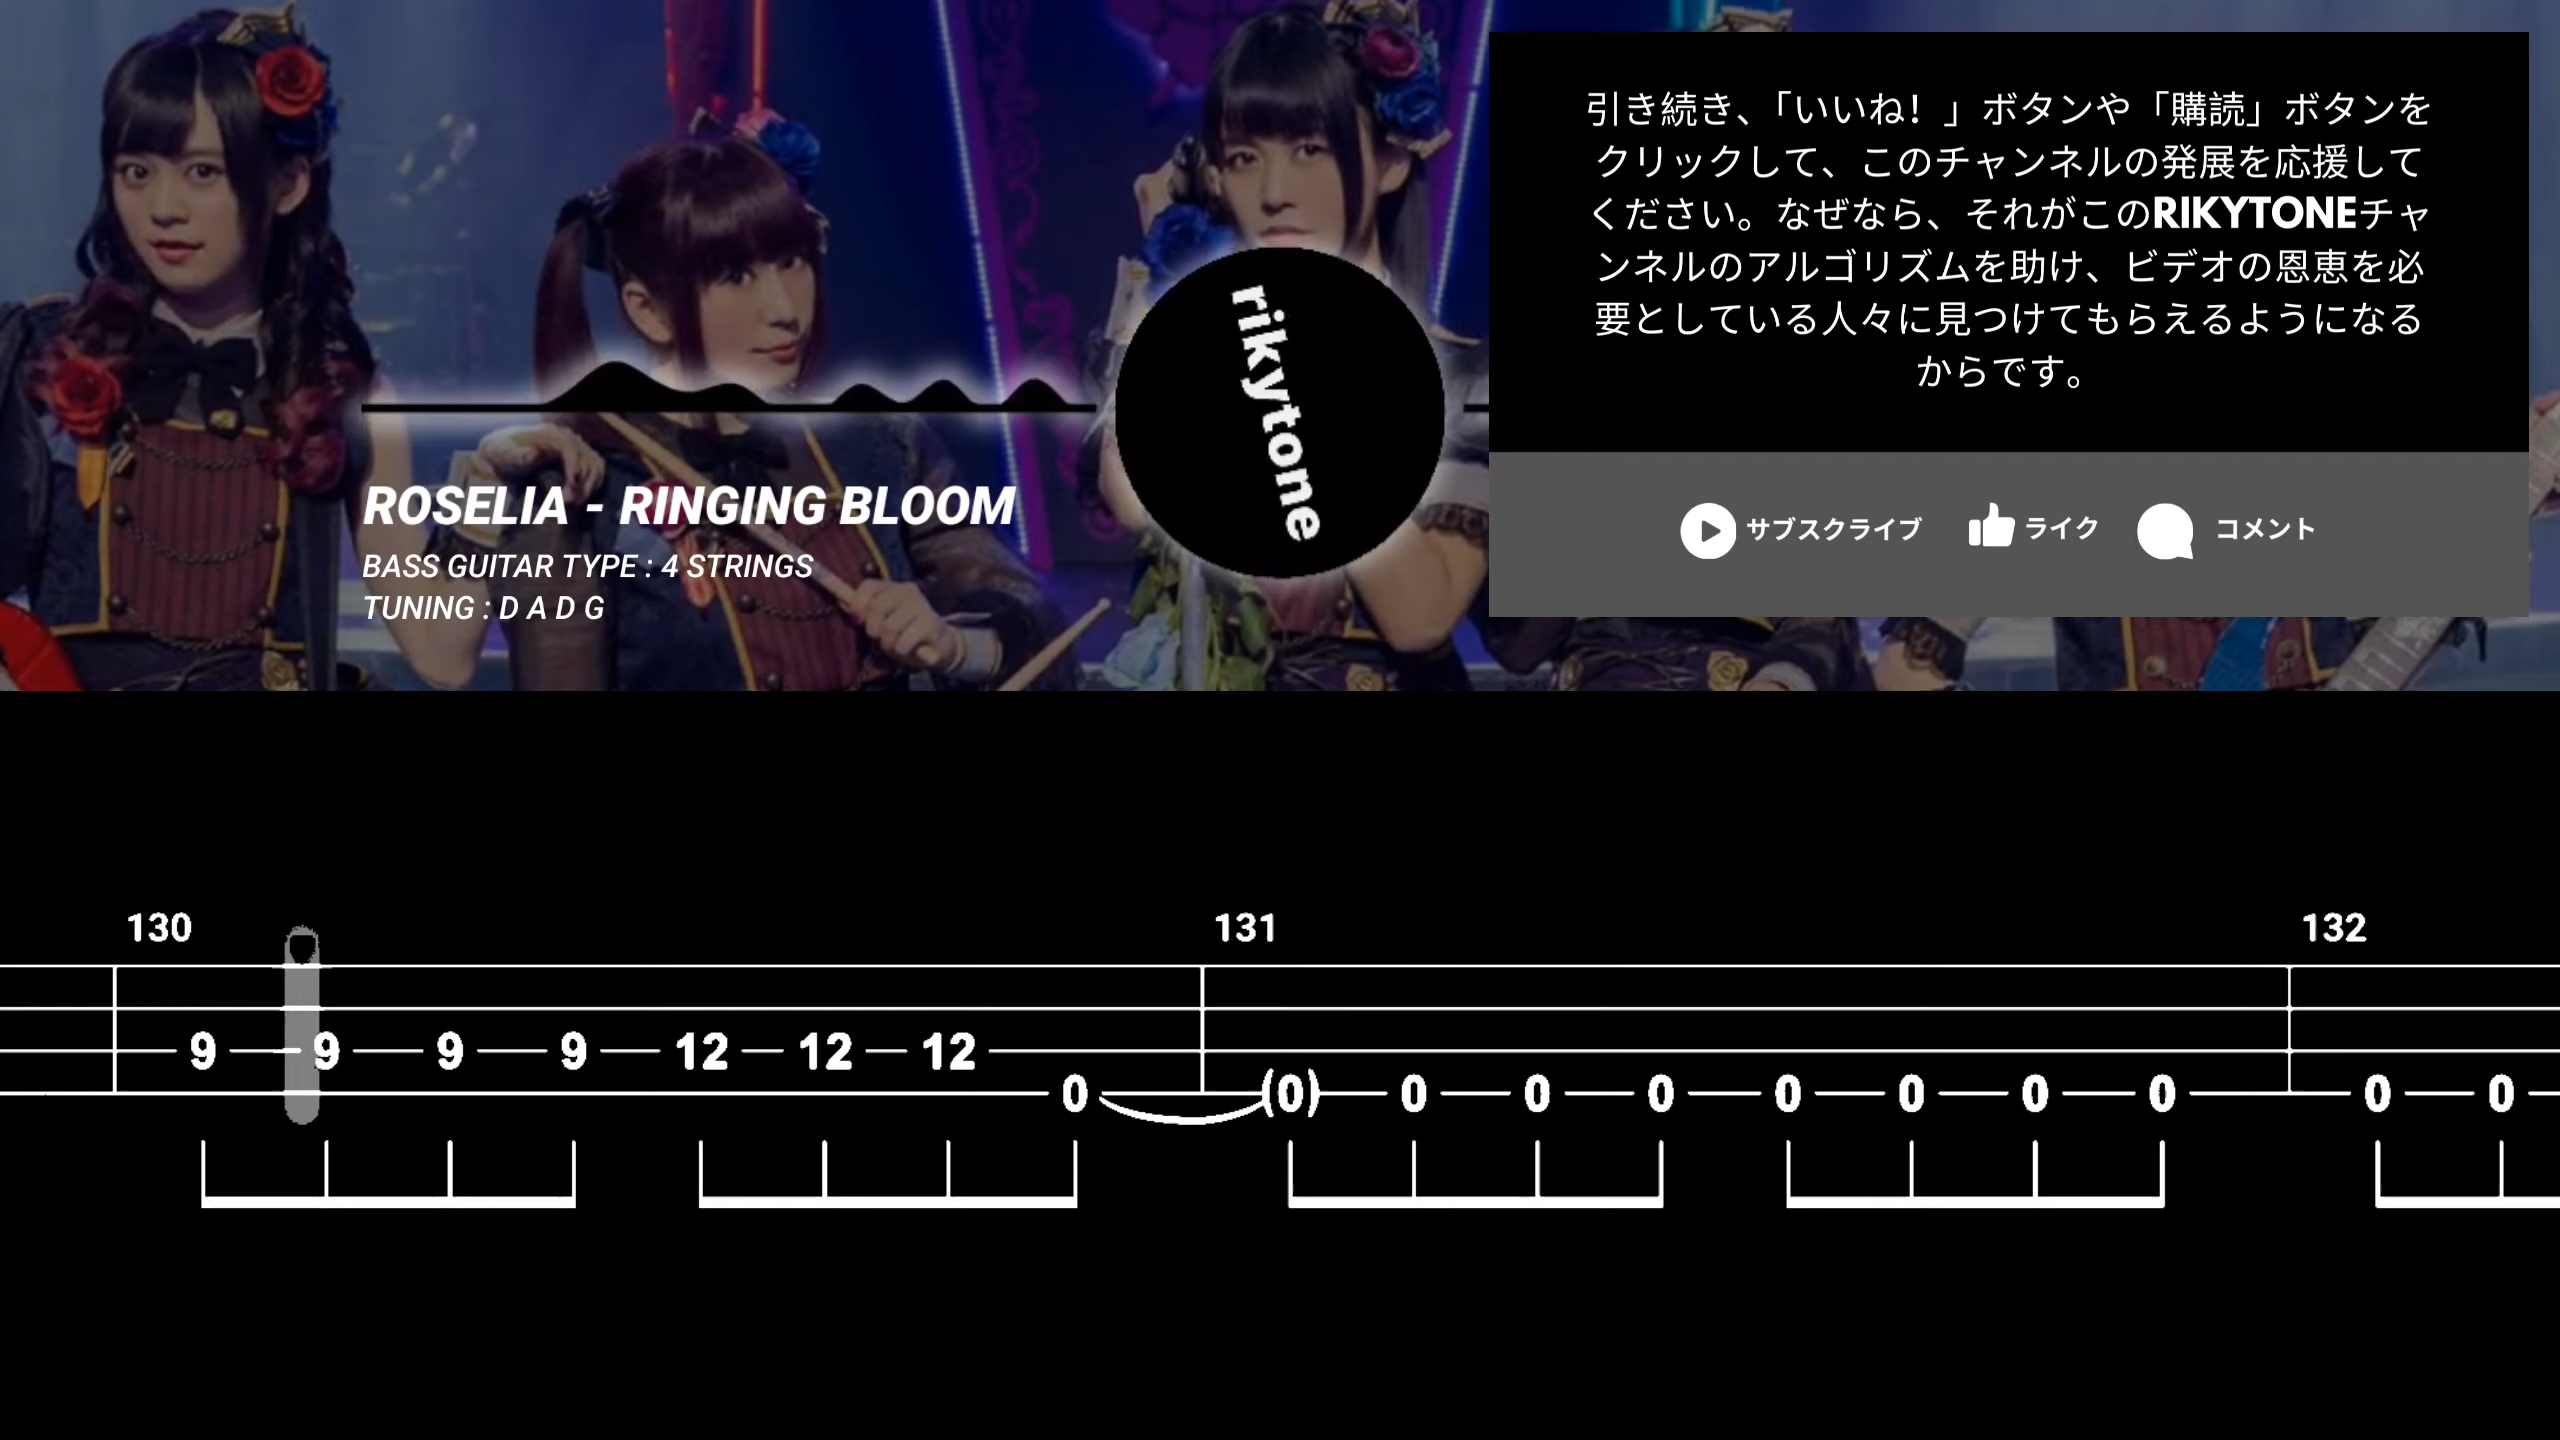 引き続き、「いいね！」ボタンや「購読」ボタンを
クリックして、このチャンネルの発展を応援して
ください。なぜなら、それがこのRIKYTONEチャ
ンネルのアルゴリズムを助け、ビデオの恩恵を必
要としている人々に見つけてもらえるようになる
からです。
サブスクライブ ライク コメント
rikytone
ROSELIA - RINGING BLOOM
BASS GUITAR TYPE : 4 STRINGS
TUNING : D A D G
130 131 132
9 9 9 9 12 12 12
0 (0) 0 0 0 0 0 0 0 0 0